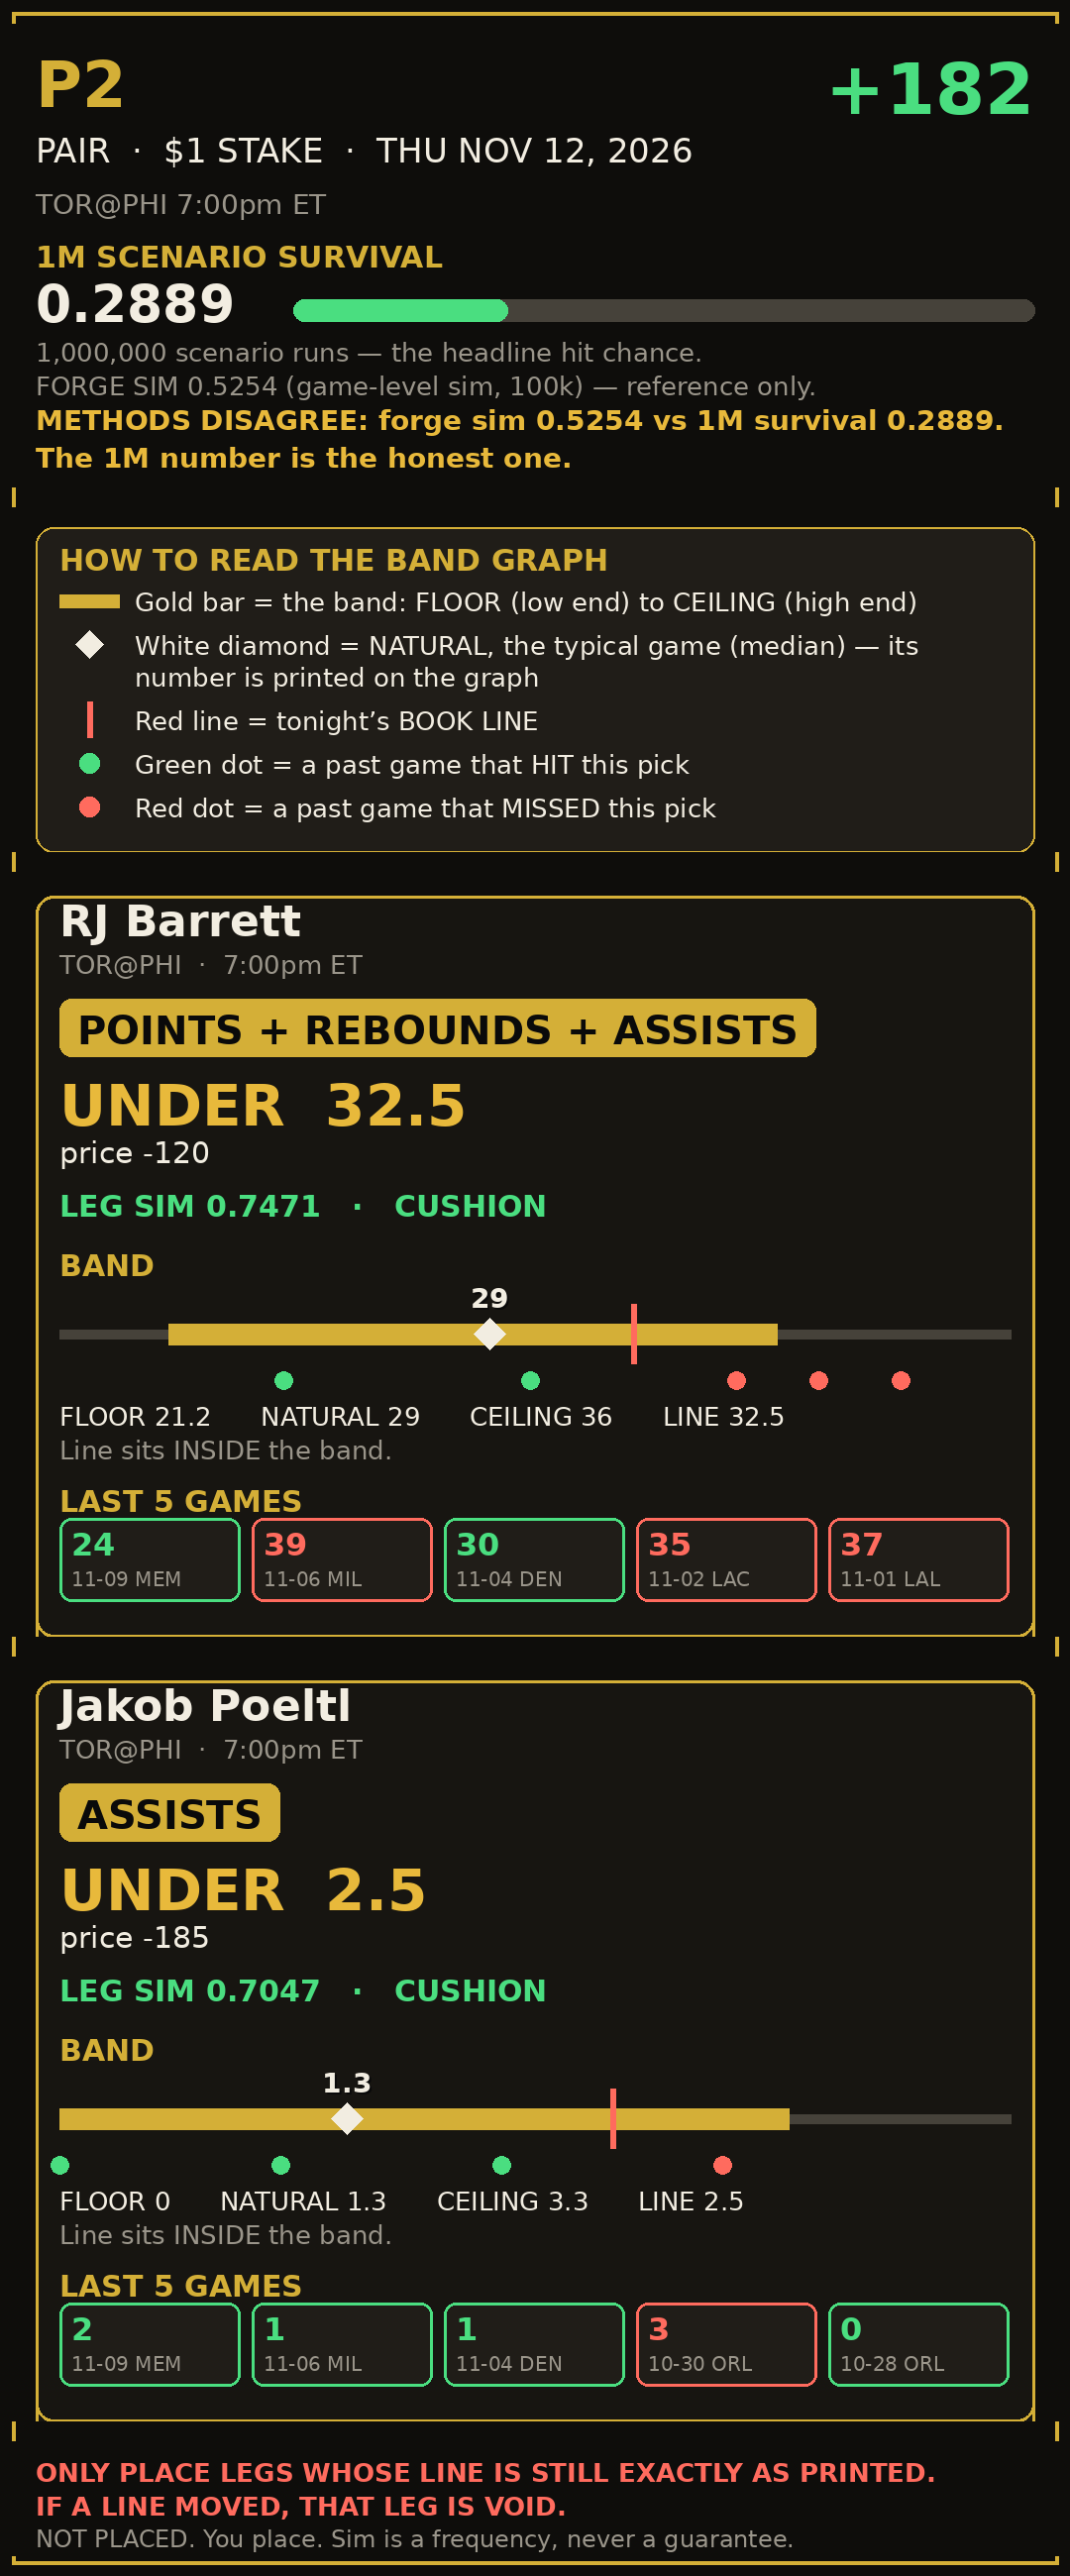 P2
+182
PAIR · $1 STAKE · THU NOV 12, 2026
TOR@PHI 7:00pm ET
1M SCENARIO SURVIVAL
0.2889
1,000,000 scenario runs — the headline hit chance.
FORGE SIM 0.5254 (game-level sim, 100k) — reference only.
METHODS DISAGREE: forge sim 0.5254 vs 1M survival 0.2889.
The 1M number is the honest one.
HOW TO READ THE BAND GRAPH
Gold bar = the band: FLOOR (low end) to CEILING (high end)
White diamond = NATURAL, the typical game (median) — its
number is printed on the graph
Red line = tonight’s BOOK LINE
Green dot = a past game that HIT this pick
Red dot = a past game that MISSED this pick
RJ Barrett
TOR@PHI · 7:00pm ET
POINTS + REBOUNDS + ASSISTS
UNDER 32.5
price -120
LEG SIM 0.7471 · CUSHION
BAND
29
FLOOR 21.2 NATURAL 29 CEILING 36 LINE 32.5
Line sits INSIDE the band.
LAST 5 GAMES
24 39 30 35 37
11-09 MEM 11-06 MIL 11-04 DEN 11-02 LAC 11-01 LAL
Jakob Poeltl
TOR@PHI · 7:00pm ET
ASSISTS
UNDER 2.5
price -185
LEG SIM 0.7047 · CUSHION
BAND
1.3
FLOOR 0 NATURAL 1.3 CEILING 3.3 LINE 2.5
Line sits INSIDE the band.
LAST 5 GAMES
2 1 1 3 0
11-09 MEM 11-06 MIL 11-04 DEN 10-30 ORL 10-28 ORL
ONLY PLACE LEGS WHOSE LINE IS STILL EXACTLY AS PRINTED.
IF A LINE MOVED, THAT LEG IS VOID.
NOT PLACED. You place. Sim is a frequency, never a guarantee.